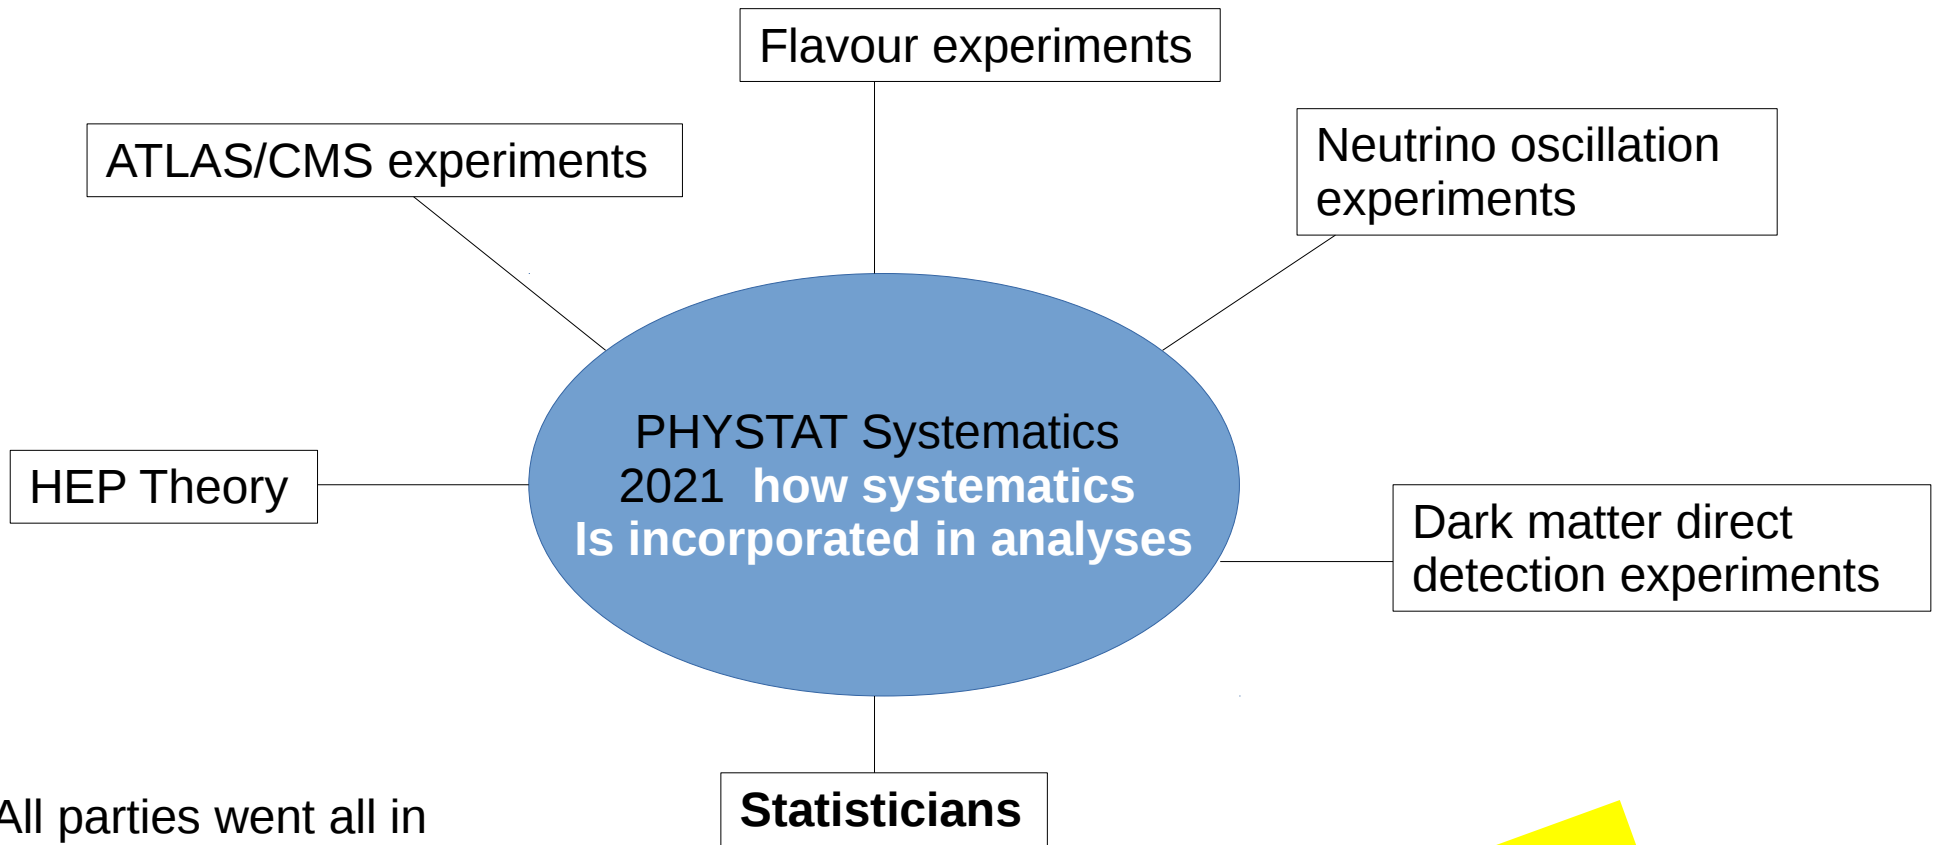 Flavour experiments
ATLAS/CMS experiments
Neutrino oscillation
experiments
PHYSTAT Systematics
2021 how systematics
Is incorporated in analyses
HEP Theory
Dark matter direct
detection experiments
Statisticians
All parties went all in